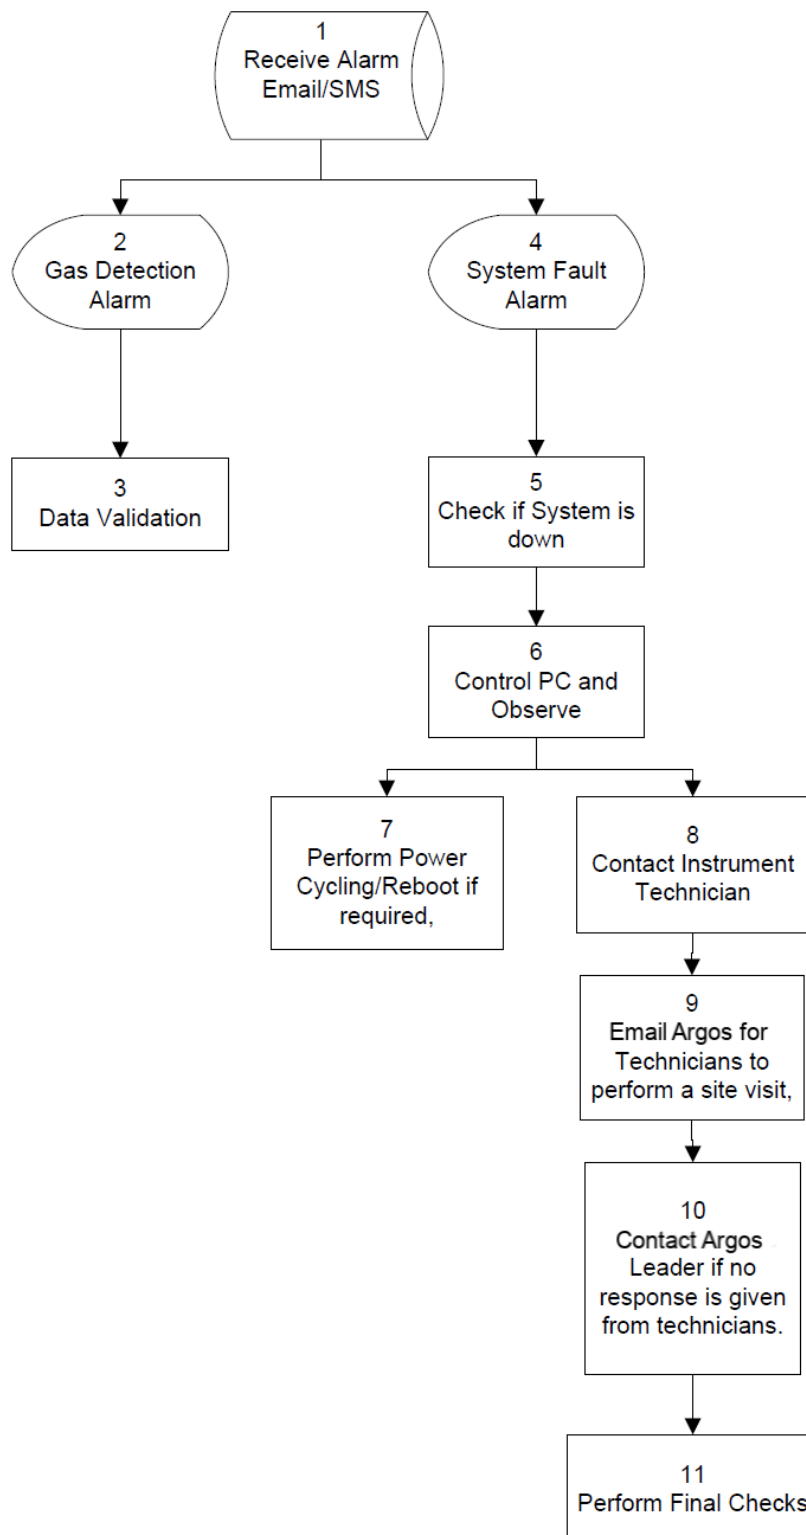 1
Receive Alarm
Email/SMS
2
Gas Detection
Alarm
4
System Fault
Alarm
3
Data Validation
5
Check if System is
down
6
Control PC and
Observe
7
Perform Power
Cycling/Reboot if
required,
8
Contact Instrument
Technician
9
Email Argos for
Technicians to
perform a site visit,
10
Contact Argos
Leader if no
response is given
from technicians.
11
Perform Final Checks